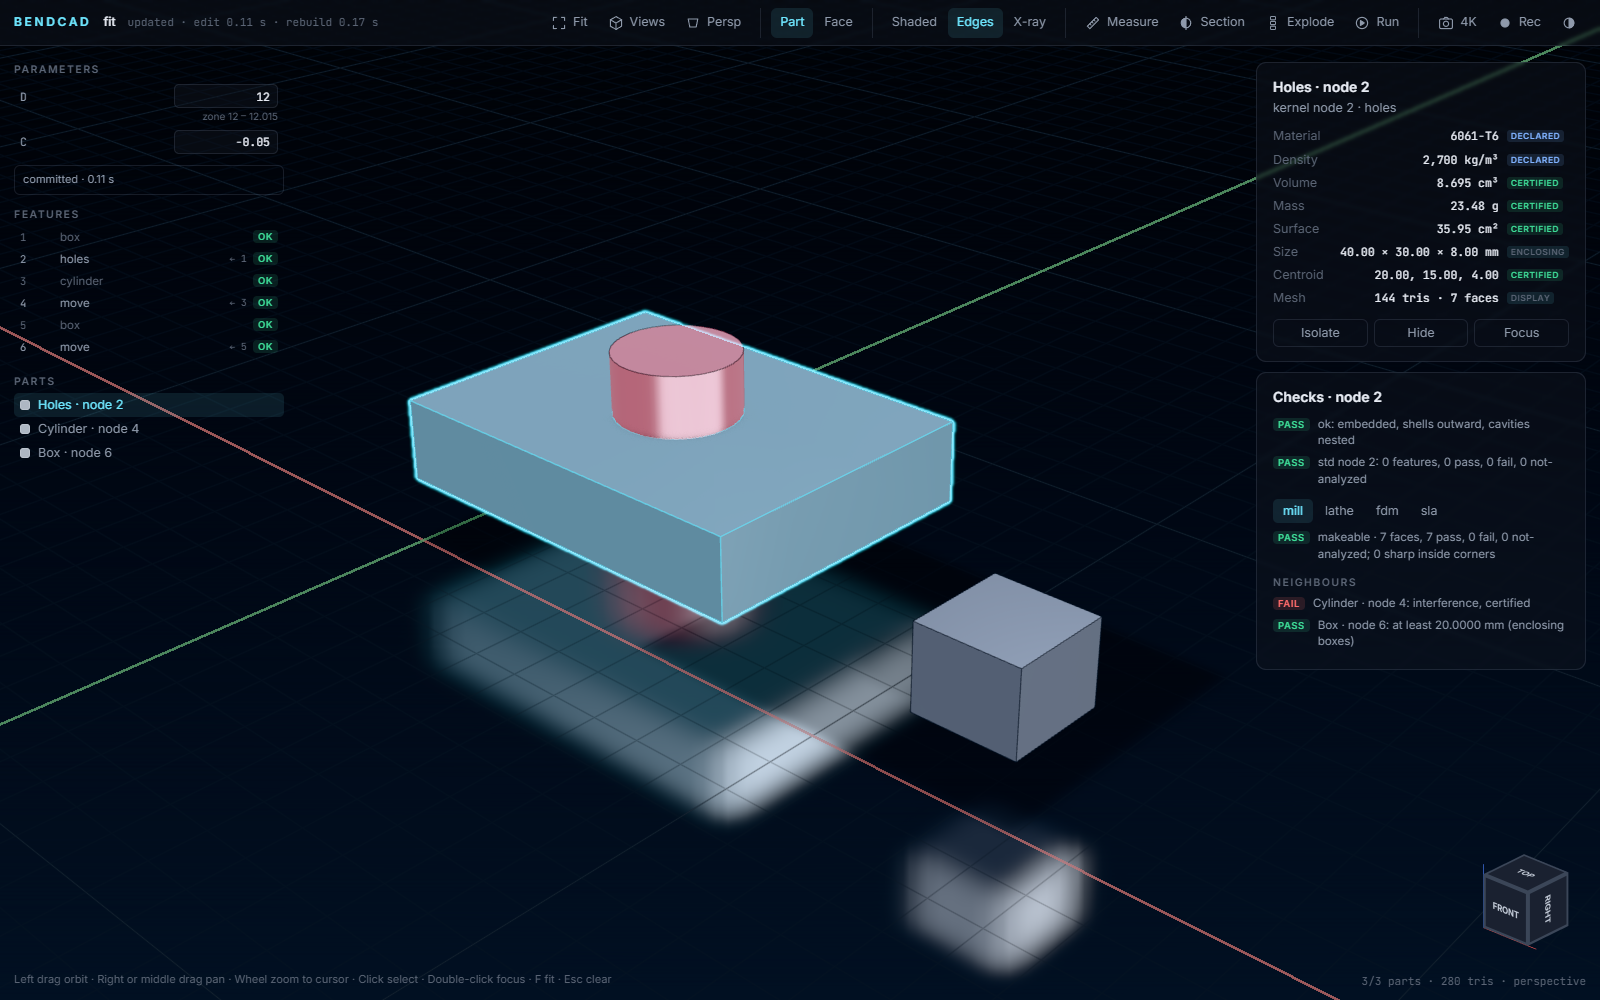 BENDCAD fit updated · edit 0.11 s · rebuild 0.17 s
Fit Views Persp Part Face Shaded Edges X-ray Measure Section Explode Run 4K Rec
PARAMETERS
D 12
zone 12 – 12.015
C -0.05
committed · 0.11 s
FEATURES
1 box OK
2 holes ← 1 OK
3 cylinder OK
4 move ← 3 OK
5 box OK
6 move ← 5 OK
PARTS
Holes · node 2
Cylinder · node 4
Box · node 6
Holes · node 2
kernel node 2 · holes
Material 6061-T6 DECLARED
Density 2,700 kg/m³ DECLARED
Volume 8.695 cm³ CERTIFIED
Mass 23.48 g CERTIFIED
Surface 35.95 cm² CERTIFIED
Size 40.00 × 30.00 × 8.00 mm ENCLOSING
Centroid 20.00, 15.00, 4.00 CERTIFIED
Mesh 144 tris · 7 faces DISPLAY
Isolate Hide Focus
Checks · node 2
PASS ok: embedded, shells outward, cavities
nested
PASS std node 2: 0 features, 0 pass, 0 fail, 0 not-
analyzed
mill lathe fdm sla
PASS makeable · 7 faces, 7 pass, 0 fail, 0 not-
analyzed; 0 sharp inside corners
NEIGHBOURS
FAIL Cylinder · node 4: interference, certified
PASS Box · node 6: at least 20.0000 mm (enclosing
boxes)
TOP
FRONT
RIGHT
Left drag orbit · Right or middle drag pan · Wheel zoom to cursor · Click select · Double-click focus · F fit · Esc clear
3/3 parts · 280 tris · perspective